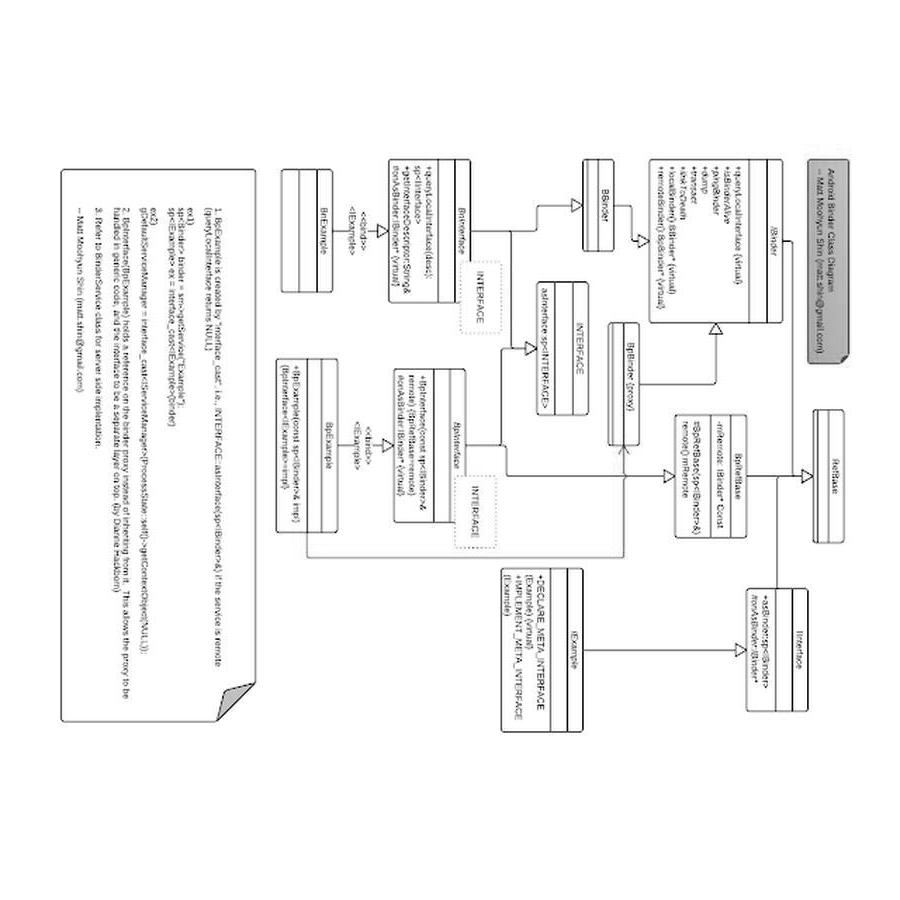 Android Binder Class Diagram
-- Matt Moohyun Shin (matt.shin@gmail.com)
RefBase
IBinder
+queryLocalInterface {virtual}
+isBinderAlive
+pingBinder
+dump
+transact
+linkToDeath
+localBinder() BBinder* {virtual}
+remoteBinder() BpBinder* {virtual}
BpRefBase
-mRemote: IBinder* Const
#BpRefBase(sp<IBinder>&)
remote() mRemote
IInterface
+asBinder:sp<IBinder>
#onAsBinder:IBinder*
BBinder
BpBinder (proxy)
INTERFACE
asInterface:sp<INTERFACE>
IExample
+DECLARE_META_INTERFACE
(Example) {virtual}
+IMPLEMENT_META_INTERFACE
(Example)
BnInterface
INTERFACE
+queryLocalInterface(desc):
sp<IInterface>
+getInterfaceDescriptor:String&
#onAsBinder:IBinder* {virtual}
BpInterface
INTERFACE
+BpInterface(const sp<IBinder>&
remote) {BpRefBase=remote}
#onAsBinder:IBinder* {virtual}
<<bind>>
<IExample>
<<bind>>
<IExample>
BnExample
BpExample
+BpExample(const sp<IBinder>& impl)
{BpInterface<IExample>=impl}
1. BpExample is created by "interface_cast", i.e., INTERFACE::asInterface(sp<IBinder>&) if the service is remote
(queryLocalInterface returns NULL)
ex1)
sp<IBinder> binder = sm->getService("Example");
sp<IExample> ex = interface_cast<IExample>(binder)
ex2)
gDefaultServiceManager = interface_cast<IServiceManager>(ProcessState::self()->getContextObject(NULL));
2. BpInterface(BpExample) holds a reference on the binder proxy instead of inheriting from it. This allows the proxy to be
handled in generic code, and the interface to be a separate layer on top. (by Dianne Hackborn)
3. Refer to BinderService class for server side implentation.
-- Matt Moohyun Shin (matt.shin@gmail.com)